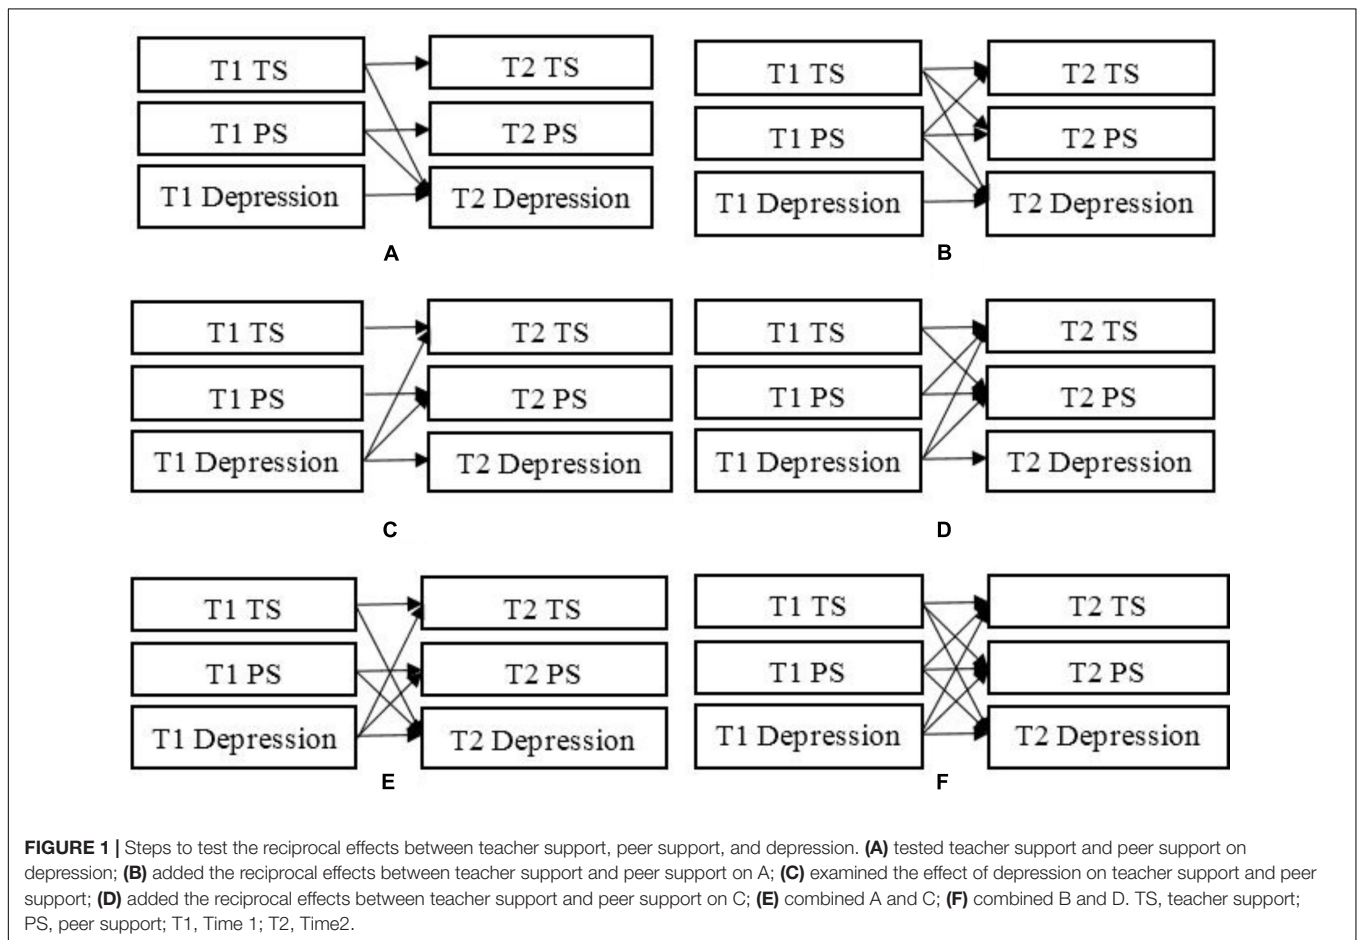 T1 TS
T2 TS
T1 PS
T2 PS
T1 Depression
T2 Depression
A
T1 TS
T2 TS
T1 PS
T2 PS
T1 Depression
T2 Depression
B
T1 TS
T2 TS
T1 PS
T2 PS
T1 Depression
T2 Depression
C
T1 TS
T2 TS
T1 PS
T2 PS
T1 Depression
T2 Depression
D
T1 TS
T2 TS
T1 PS
T2 PS
T1 Depression
T2 Depression
E
T1 TS
T2 TS
T1 PS
T2 PS
T1 Depression
T2 Depression
F
FIGURE 1 | Steps to test the reciprocal effects between teacher support, peer support, and depression. (A) tested teacher support and peer support on
depression; (B) added the reciprocal effects between teacher support and peer support on A; (C) examined the effect of depression on teacher support and peer
support; (D) added the reciprocal effects between teacher support and peer support on C; (E) combined A and C; (F) combined B and D. TS, teacher support;
PS, peer support; T1, Time 1; T2, Time2.